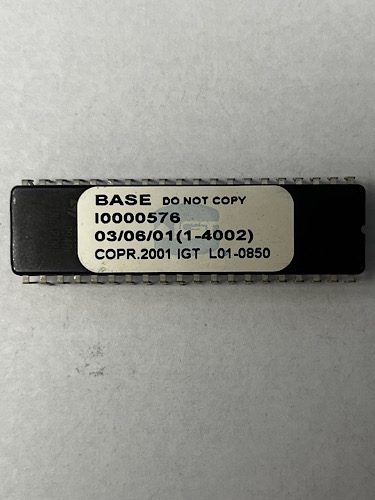 BASE DO NOT COPY
I0000576
03/06/01(1-4002)
COPR.2001 IGT L01-0850